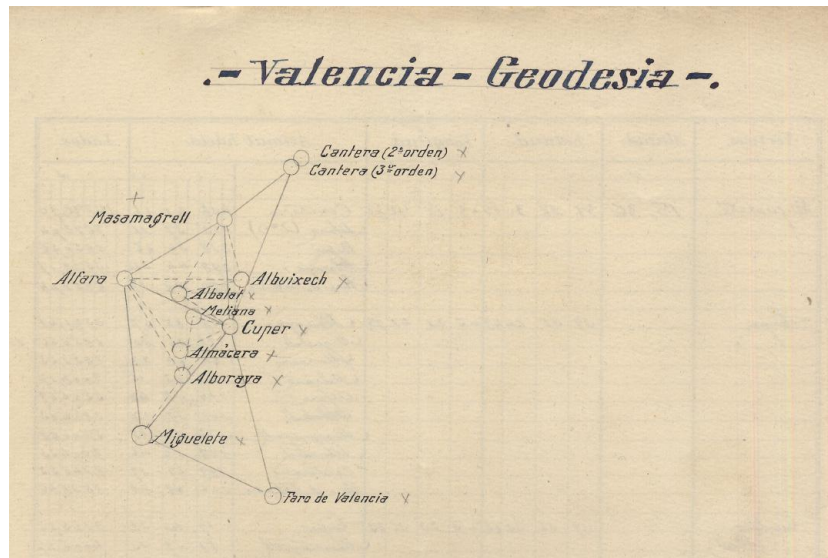 .- Valencia - Geodesia -.
Cantera (2º orden) x
Cantera (3er orden) x
Masamagrell
Alfara
Albuixech x
Albalat x
Meliana x
Cuper x
Almácera x
Alboraya x
Miguelete x
Faro de Valencia x